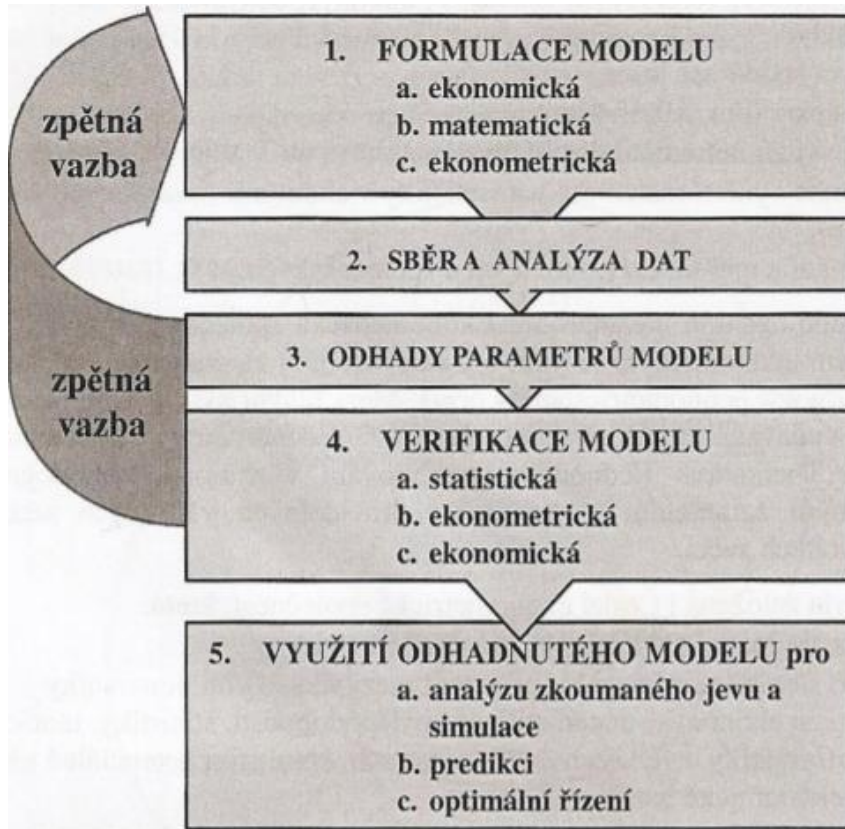 zpětná
vazba
zpětná
vazba
1. FORMULACE MODELU
a. ekonomická
b. matematická
c. ekonometrická
2. SBĚR A ANALÝZA DAT
3. ODHADY PARAMETRŮ MODELU
4. VERIFIKACE MODELU
a. statistická
b. ekonometrická
c. ekonomická
5. VYUŽITÍ ODHADNUTÉHO MODELU pro
a. analýzu zkoumaného jevu a
simulace
b. predikci
c. optimální řízení